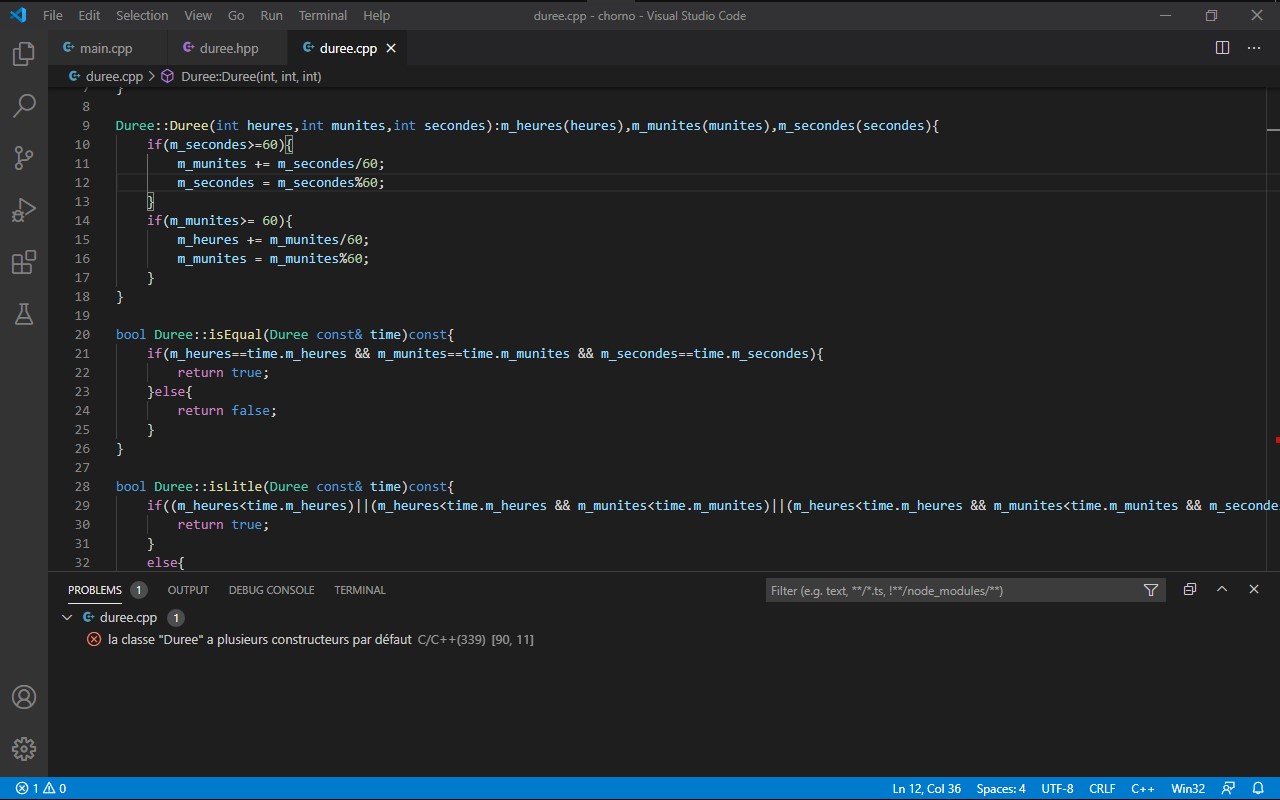 File Edit Selection View Go Run Terminal Help duree.cpp - chorno - Visual Studio Code
main.cpp duree.hpp duree.cpp
duree.cpp > Duree::Duree(int, int, int)
7 }
8
9 Duree::Duree(int heures,int munites,int secondes):m_heures(heures),m_munites(munites),m_secondes(secondes){
10 if(m_secondes>=60){
11 m_munites += m_secondes/60;
12 m_secondes = m_secondes%60;
13 }
14 if(m_munites>= 60){
15 m_heures += m_munites/60;
16 m_munites = m_munites%60;
17 }
18 }
19
20 bool Duree::isEqual(Duree const& time)const{
21 if(m_heures==time.m_heures && m_munites==time.m_munites && m_secondes==time.m_secondes){
22 return true;
23 }else{
24 return false;
25 }
26 }
27
28 bool Duree::isLitle(Duree const& time)const{
29 if((m_heures<time.m_heures)||(m_heures<time.m_heures && m_munites<time.m_munites)||(m_heures<time.m_heures && m_munites<time.m_munites && m_seconde
30 return true;
31 }
32 else{
PROBLEMS 1 OUTPUT DEBUG CONSOLE TERMINAL Filter (e.g. text, **/*.ts, !**/node_modules/**)
duree.cpp 1
la classe "Duree" a plusieurs constructeurs par défaut C/C++(339) [90, 11]
1 0 Ln 12, Col 36 Spaces: 4 UTF-8 CRLF C++ Win32